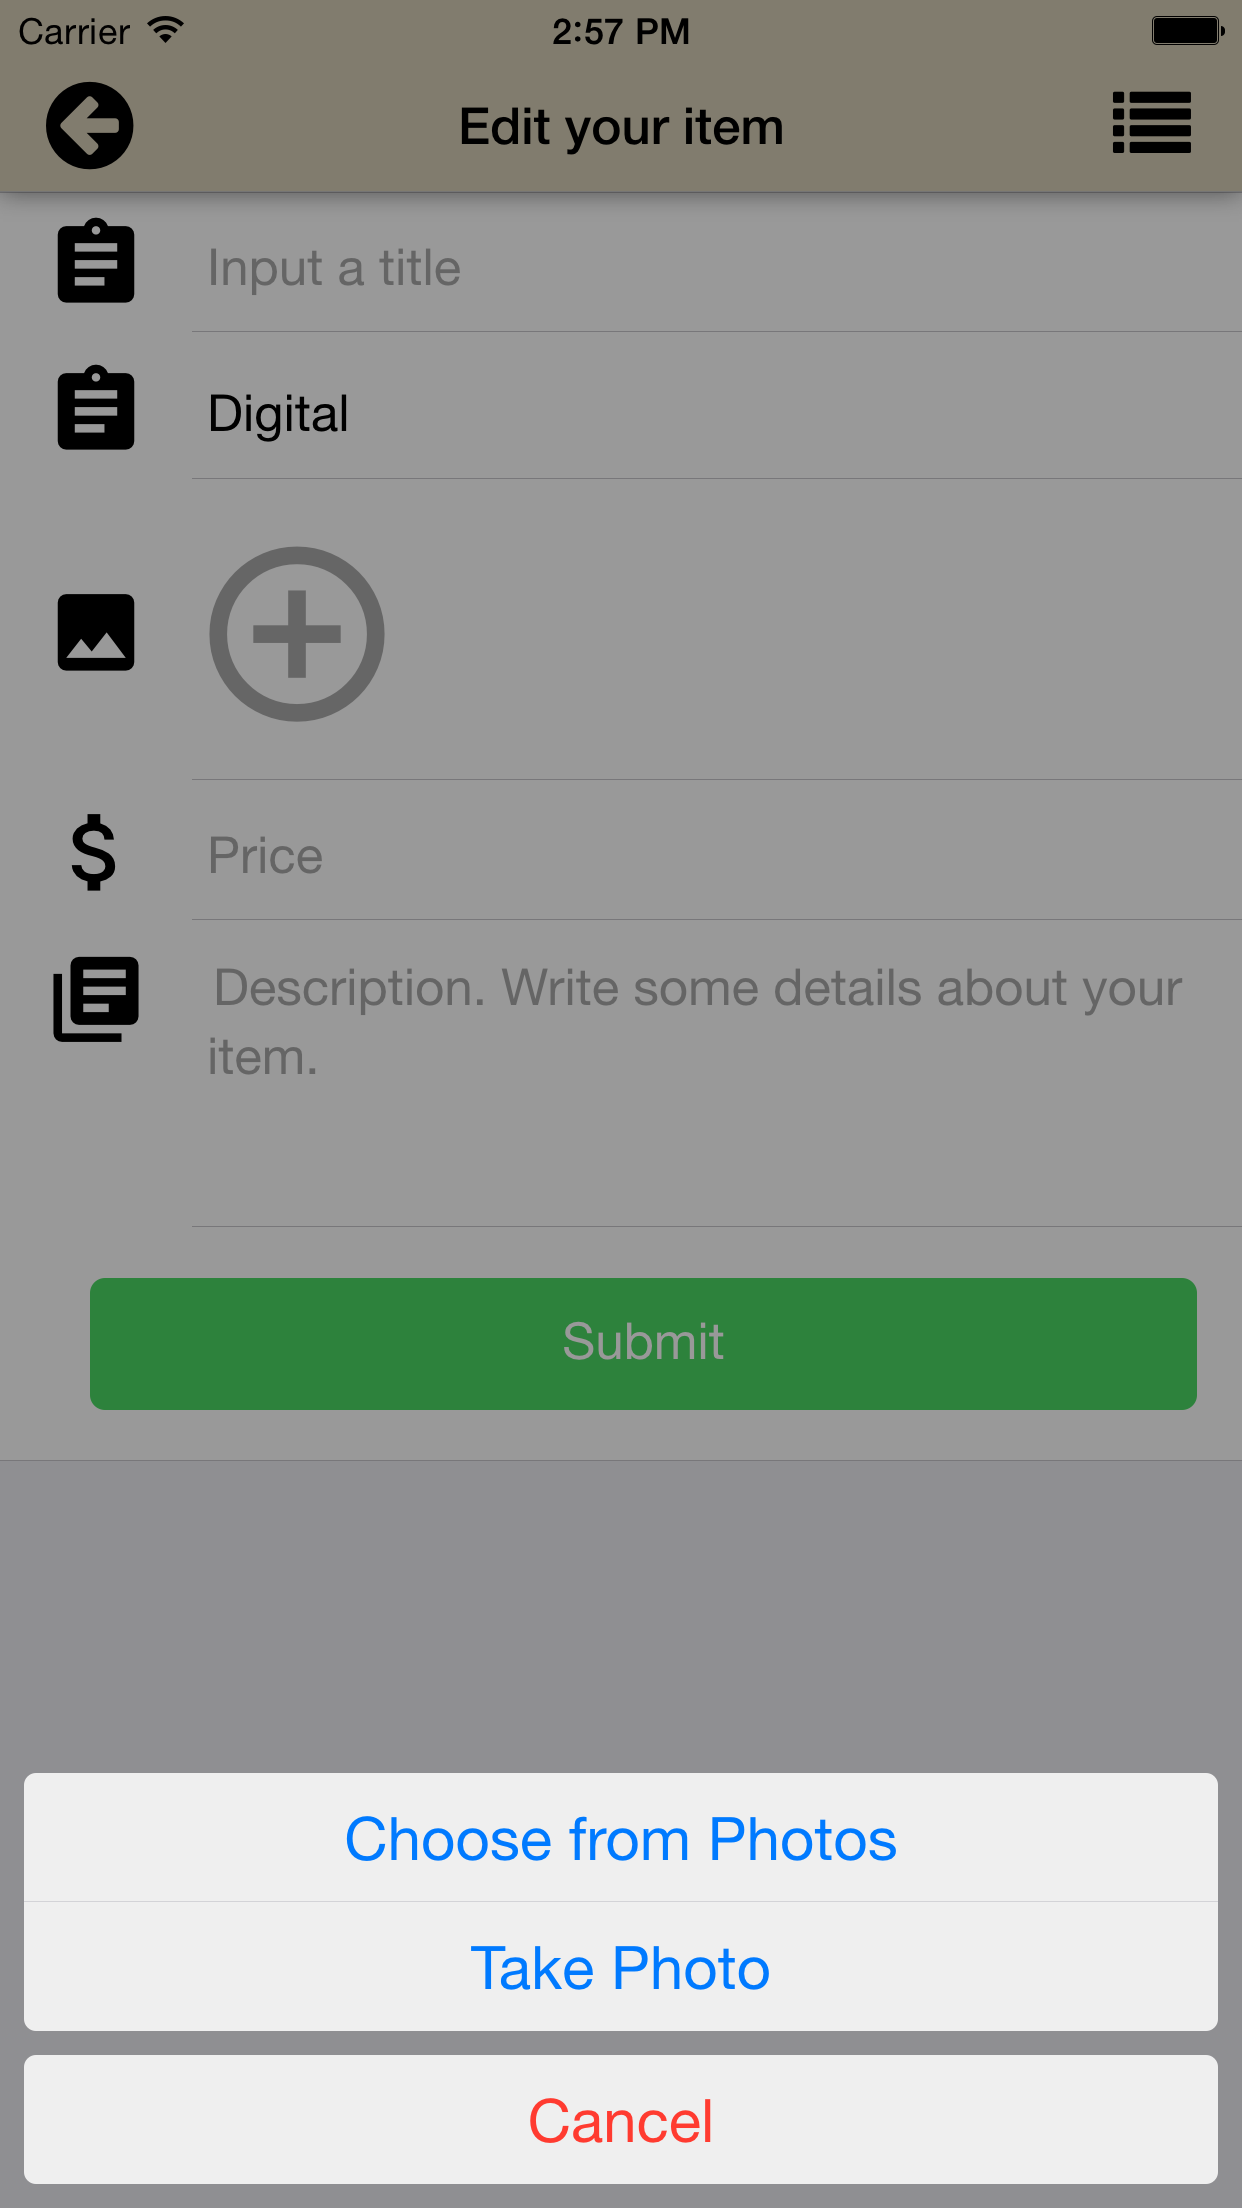 Carrier
2:57 PM
Edit your item
Input a title
Digital
$
Price
Description. Write some details about your
item.
Submit
Choose from Photos
Take Photo
Cancel